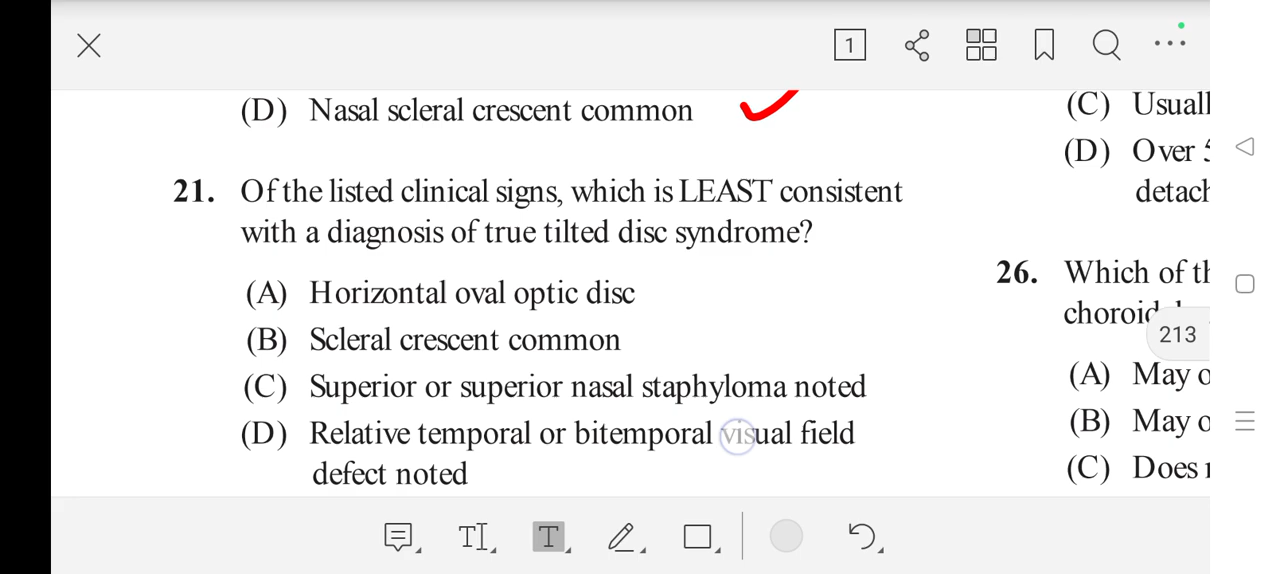 1
(D) Nasal scleral crescent common
21. Of the listed clinical signs, which is LEAST consistent
with a diagnosis of true tilted disc syndrome?
(A) Horizontal oval optic disc
(B) Scleral crescent common
(C) Superior or superior nasal staphyloma noted
(D) Relative temporal or bitemporal visual field
defect noted
(C) Usuall
(D) Over
detach
26. Which of th
choroid
213
(A) May o
(B) May o
(C) Does
TI
T